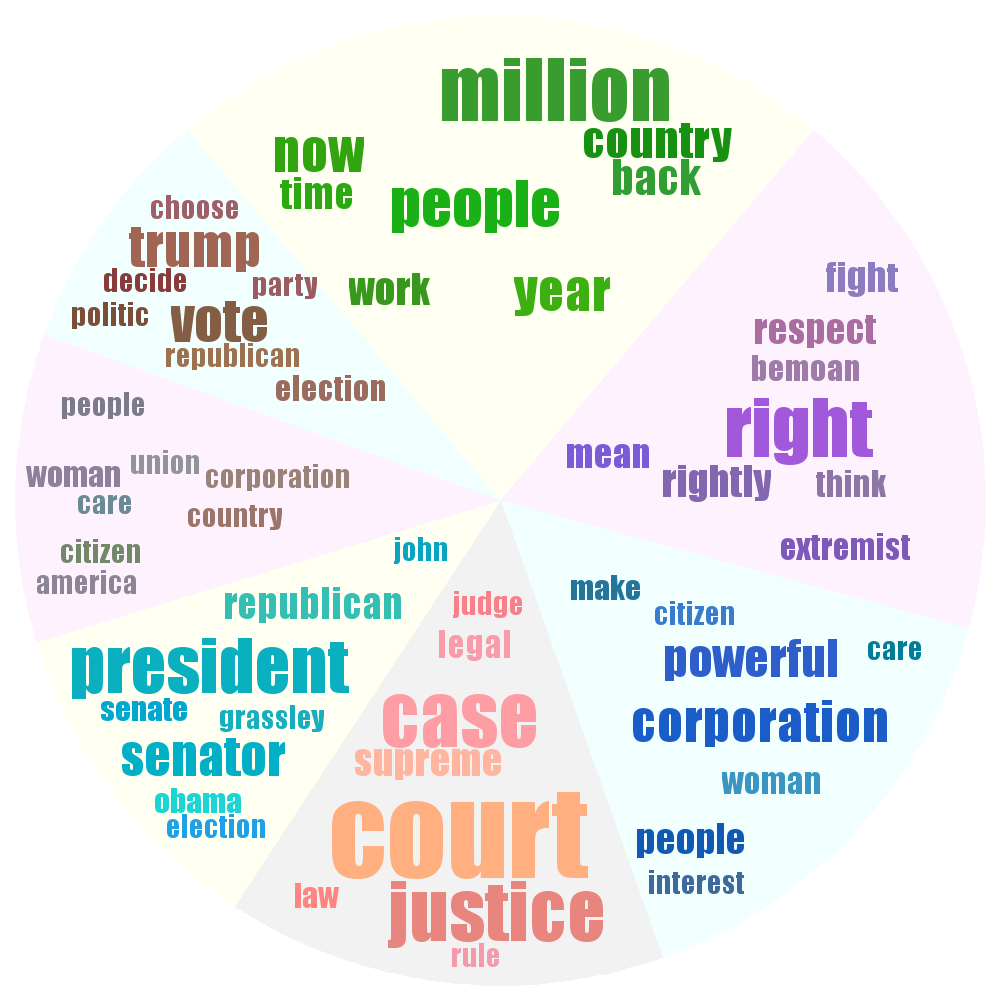 million
country
back
now
time
people
work
year
choose
trump
decide
party
politic
vote
republican
election
fight
respect
bemoan
right
mean
rightly
think
extremist
people
union
woman
corporation
care
country
citizen
america
john
republican
president
senate
grassley
senator
obama
election
judge
legal
case
supreme
court
law
justice
rule
make
citizen
powerful
care
corporation
woman
people
interest